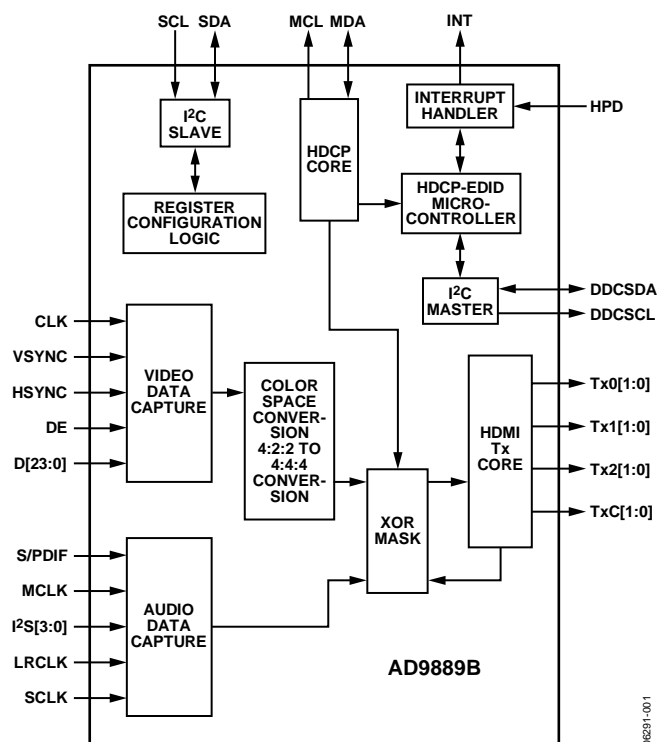 SCL SDA MCL MDA INT
I2C
SLAVE
REGISTER
CONFIGURATION
LOGIC
HDCP
CORE
INTERRUPT
HANDLER
HPD
HDCP-EDID
MICRO-
CONTROLLER
I2C
MASTER
DDCSDA
DDCSCL
CLK
VSYNC
HSYNC
DE
D[23:0]
VIDEO
DATA
CAPTURE
COLOR
SPACE
CONVER-
SION
4:2:2 TO
4:4:4
CONVER-
SION
XOR
MASK
HDMI
Tx
CORE
Tx0[1:0]
Tx1[1:0]
Tx2[1:0]
TxC[1:0]
S/PDIF
MCLK
I2S[3:0]
LRCLK
SCLK
AUDIO
DATA
CAPTURE
AD9889B
06291-001